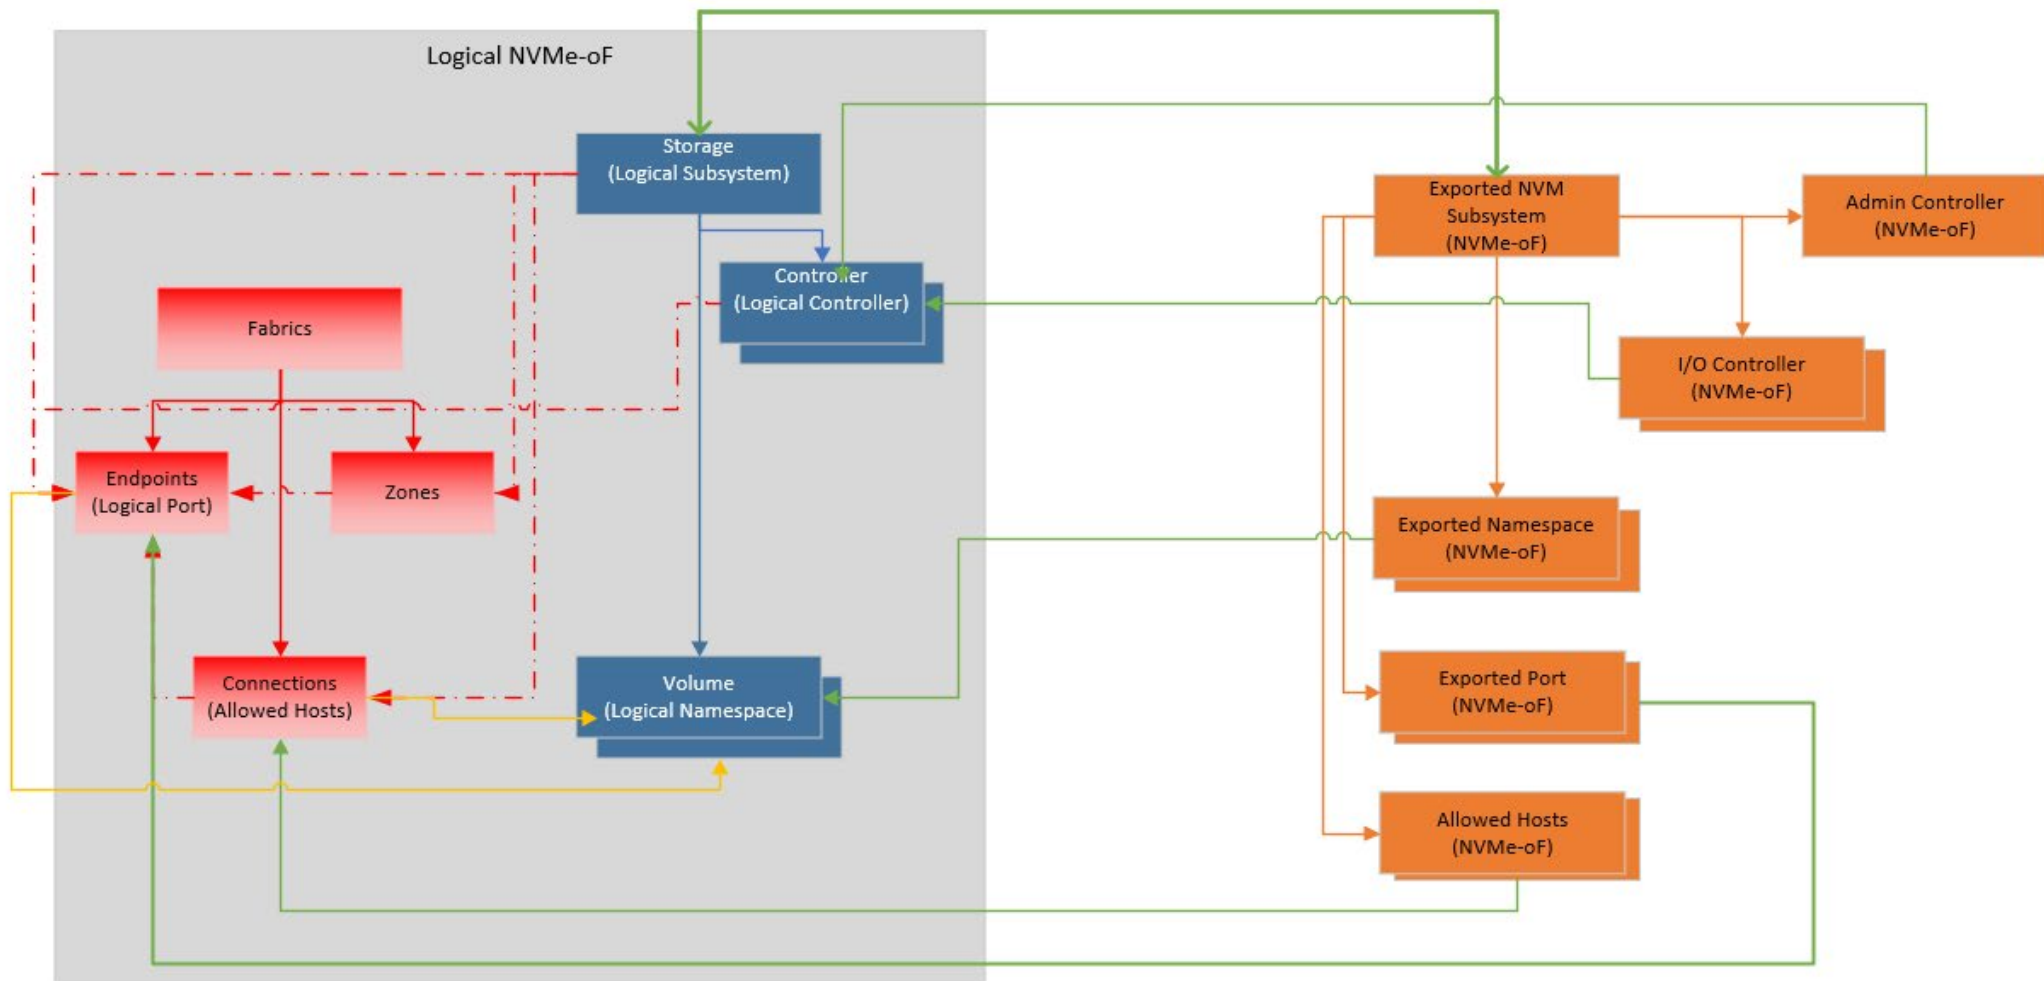 Logical NVMe-oF
Storage
(Logical Subsystem)
Exported NVM
Subsystem
(NVMe-oF)
Admin Controller
(NVMe-oF)
Controller
(Logical Controller)
Fabrics
I/O Controller
(NVMe-oF)
Endpoints
(Logical Port)
Zones
Exported Namespace
(NVMe-oF)
Connections
(Allowed Hosts)
Volume
(Logical Namespace)
Exported Port
(NVMe-oF)
Allowed Hosts
(NVMe-oF)